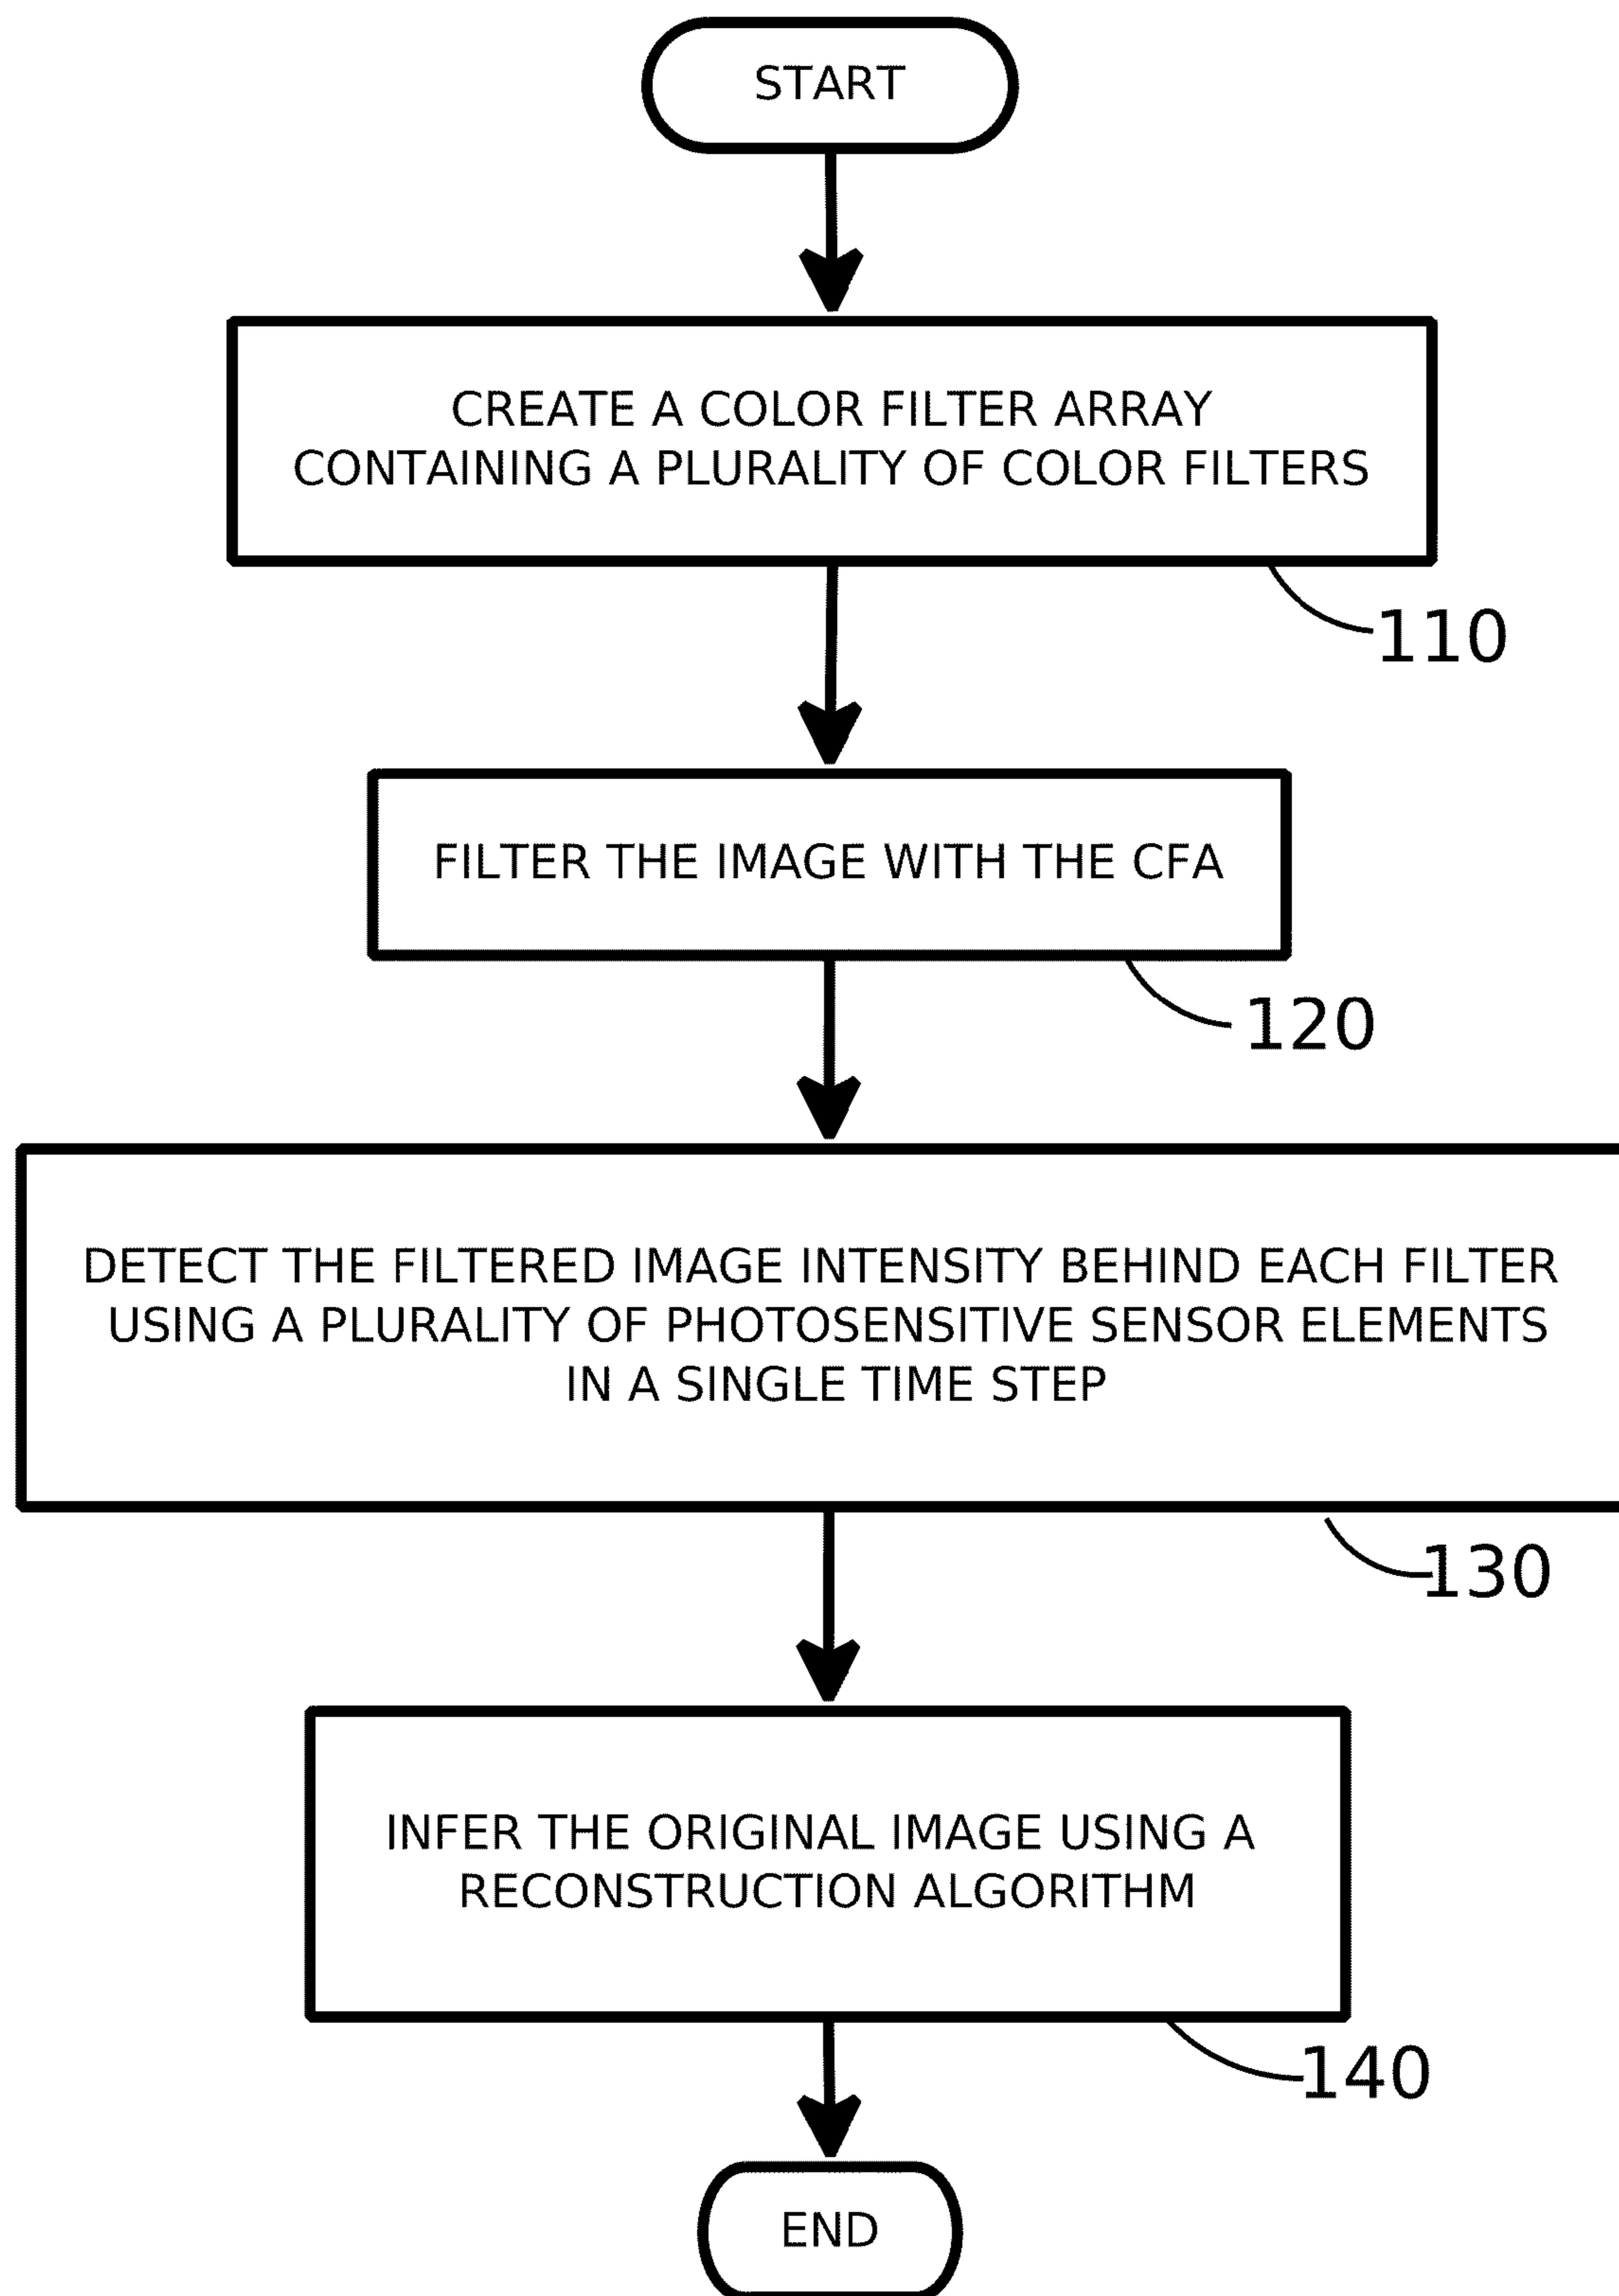 START
CREATE A COLOR FILTER ARRAY
CONTAINING A PLURALITY OF COLOR FILTERS
110
FILTER THE IMAGE WITH THE CFA
120
DETECT THE FILTERED IMAGE INTENSITY BEHIND EACH FILTER
USING A PLURALITY OF PHOTOSENSITIVE SENSOR ELEMENTS
IN A SINGLE TIME STEP
130
INFER THE ORIGINAL IMAGE USING A
RECONSTRUCTION ALGORITHM
140
END